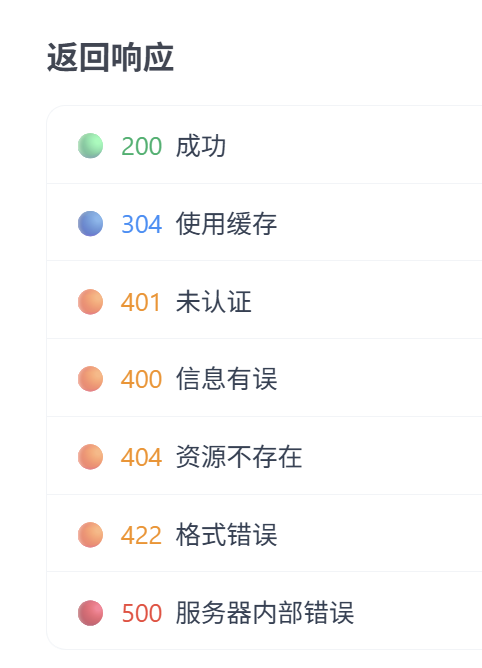 返回响应
200 成功
304 使用缓存
401 未认证
400 信息有误
404 资源不存在
422 格式错误
500 服务器内部错误